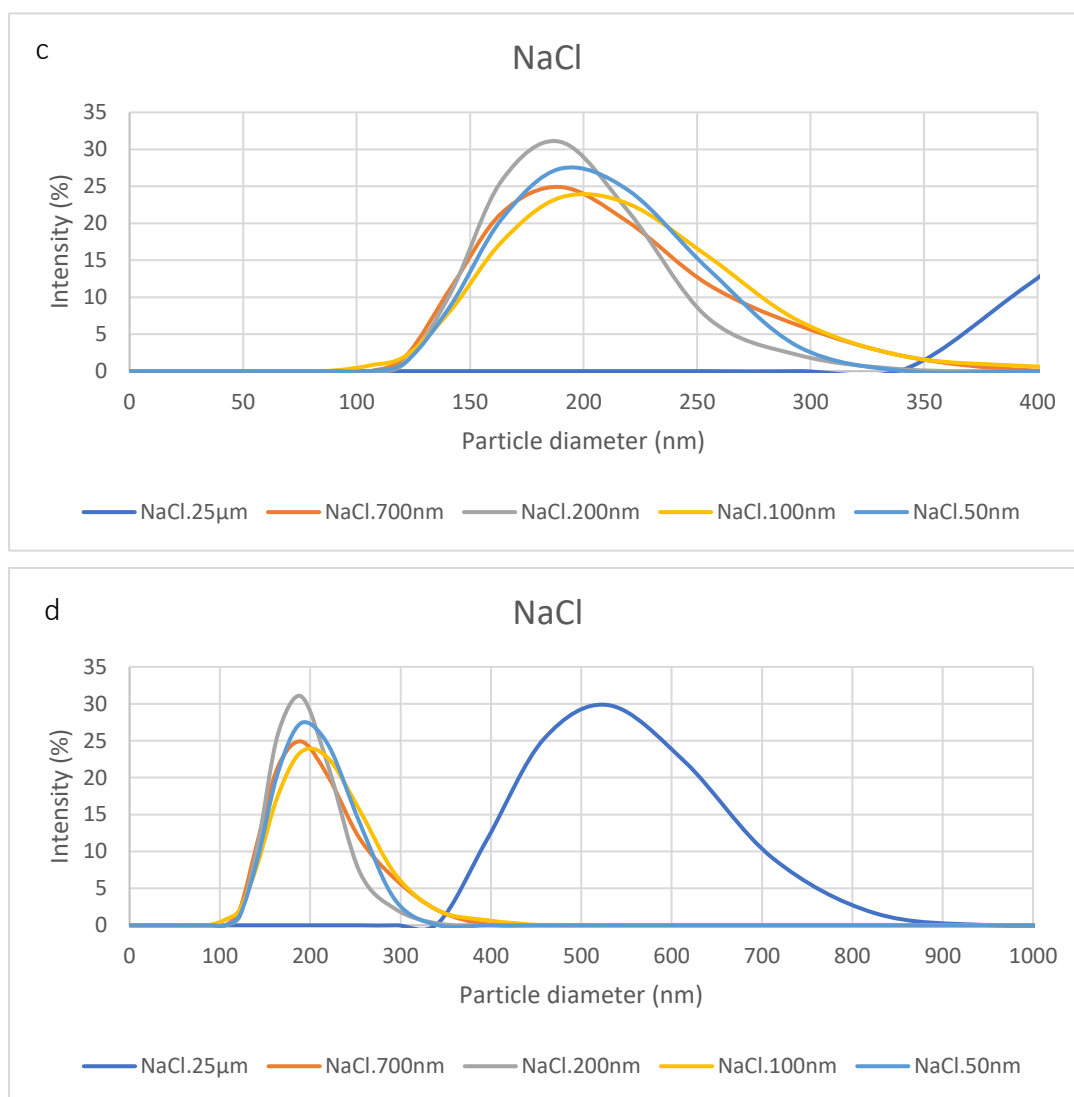 c
NaCl
35
30
25
20
15
10
5
0
Intensity (%)
0 50 100 150 200 250 300 350 400
Particle diameter (nm)
NaCl.25µm NaCl.700nm NaCl.200nm NaCl.100nm NaCl.50nm
d
NaCl
35
30
25
20
15
10
5
0
Intensity (%)
0 100 200 300 400 500 600 700 800 900 1000
Particle diameter (nm)
NaCl.25µm NaCl.700nm NaCl.200nm NaCl.100nm NaCl.50nm